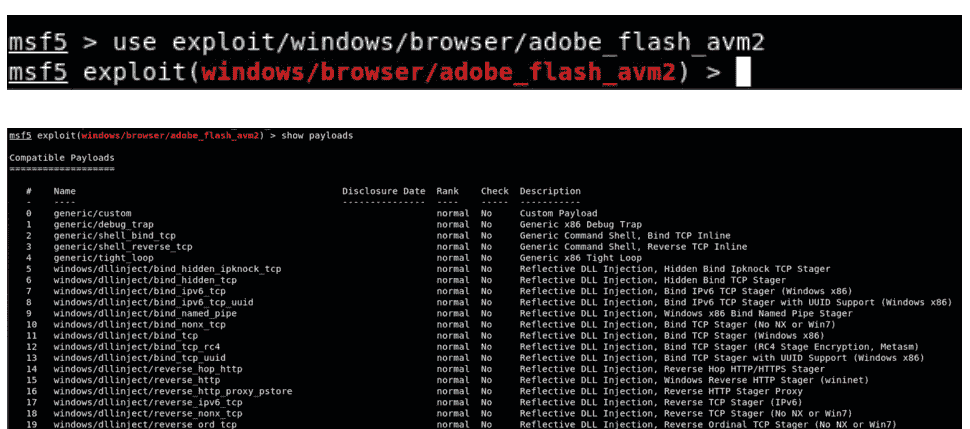 msf5 > use exploit/windows/browser/adobe_flash_avm2
msf5 exploit(windows/browser/adobe_flash_avm2) >
msf5 exploit(windows/browser/adobe_flash_avm2) > show payloads
Compatible Payloads
===================
# Name Disclosure Date Rank Check Description
- ---- --------------- ---- ----- -----------
0 generic/custom normal No Custom Payload
1 generic/debug_trap normal No Generic x86 Debug Trap
2 generic/shell_bind_tcp normal No Generic Command Shell, Bind TCP Inline
3 generic/shell_reverse_tcp normal No Generic Command Shell, Reverse TCP Inline
4 generic/tight_loop normal No Generic x86 Tight Loop
5 windows/dllinject/bind_hidden_ipknock_tcp normal No Reflective DLL Injection, Hidden Bind Ipknock TCP Stager
6 windows/dllinject/bind_hidden_tcp normal No Reflective DLL Injection, Hidden Bind TCP Stager
7 windows/dllinject/bind_ipv6_tcp normal No Reflective DLL Injection, Bind IPv6 TCP Stager (Windows x86)
8 windows/dllinject/bind_ipv6_tcp_uuid normal No Reflective DLL Injection, Bind IPv6 TCP Stager with UUID Support (Windows x86)
9 windows/dllinject/bind_named_pipe normal No Reflective DLL Injection, Windows x86 Bind Named Pipe Stager
10 windows/dllinject/bind_nonx_tcp normal No Reflective DLL Injection, Bind TCP Stager (No NX or Win7)
11 windows/dllinject/bind_tcp normal No Reflective DLL Injection, Bind TCP Stager (Windows x86)
12 windows/dllinject/bind_tcp_rc4 normal No Reflective DLL Injection, Bind TCP Stager (RC4 Stage Encryption, Metasm)
13 windows/dllinject/bind_tcp_uuid normal No Reflective DLL Injection, Bind TCP Stager with UUID Support (Windows x86)
14 windows/dllinject/reverse_hop_http normal No Reflective DLL Injection, Reverse Hop HTTP/HTTPS Stager
15 windows/dllinject/reverse_http normal No Reflective DLL Injection, Windows Reverse HTTP Stager (wininet)
16 windows/dllinject/reverse_http_proxy_pstore normal No Reflective DLL Injection, Reverse HTTP Stager Proxy
17 windows/dllinject/reverse_ipv6_tcp normal No Reflective DLL Injection, Reverse TCP Stager (IPv6)
18 windows/dllinject/reverse_nonx_tcp normal No Reflective DLL Injection, Reverse TCP Stager (No NX or Win7)
19 windows/dllinject/reverse_ord_tcp normal No Reflective DLL Injection, Reverse Ordinal TCP Stager (No NX or Win7)